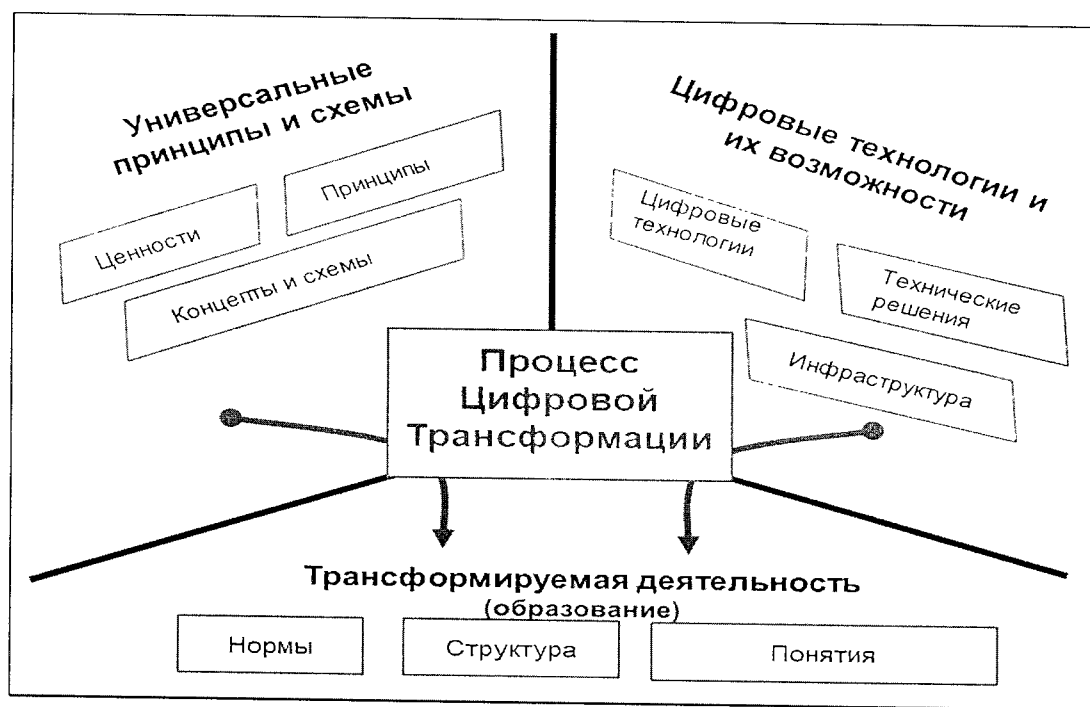 Универсальные
принципы и схемы
Принципы
Ценности
Концепты и схемы
Цифровые технологии и
их возможности
Цифровые
технологии
Технические
решения
Инфраструктура
Процесс
Цифровой
Трансформации
Трансформируемая деятельность
(образование)
Нормы
Структура
Понятия